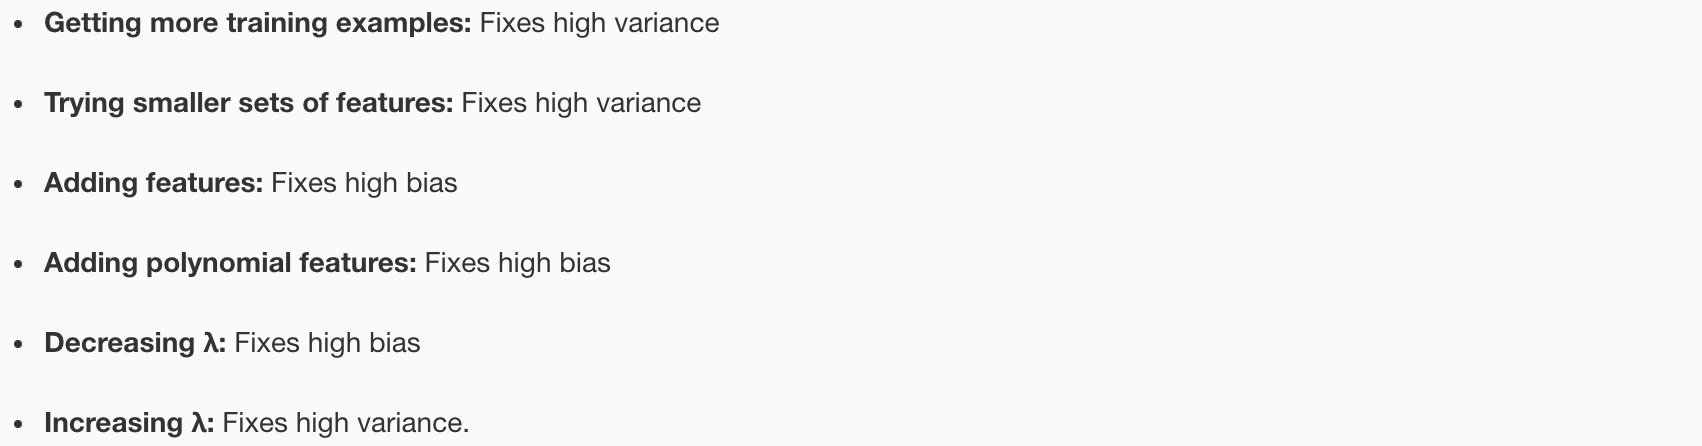 • Getting more training examples: Fixes high variance
• Trying smaller sets of features: Fixes high variance
• Adding features: Fixes high bias
• Adding polynomial features: Fixes high bias
• Decreasing λ: Fixes high bias
• Increasing λ: Fixes high variance.